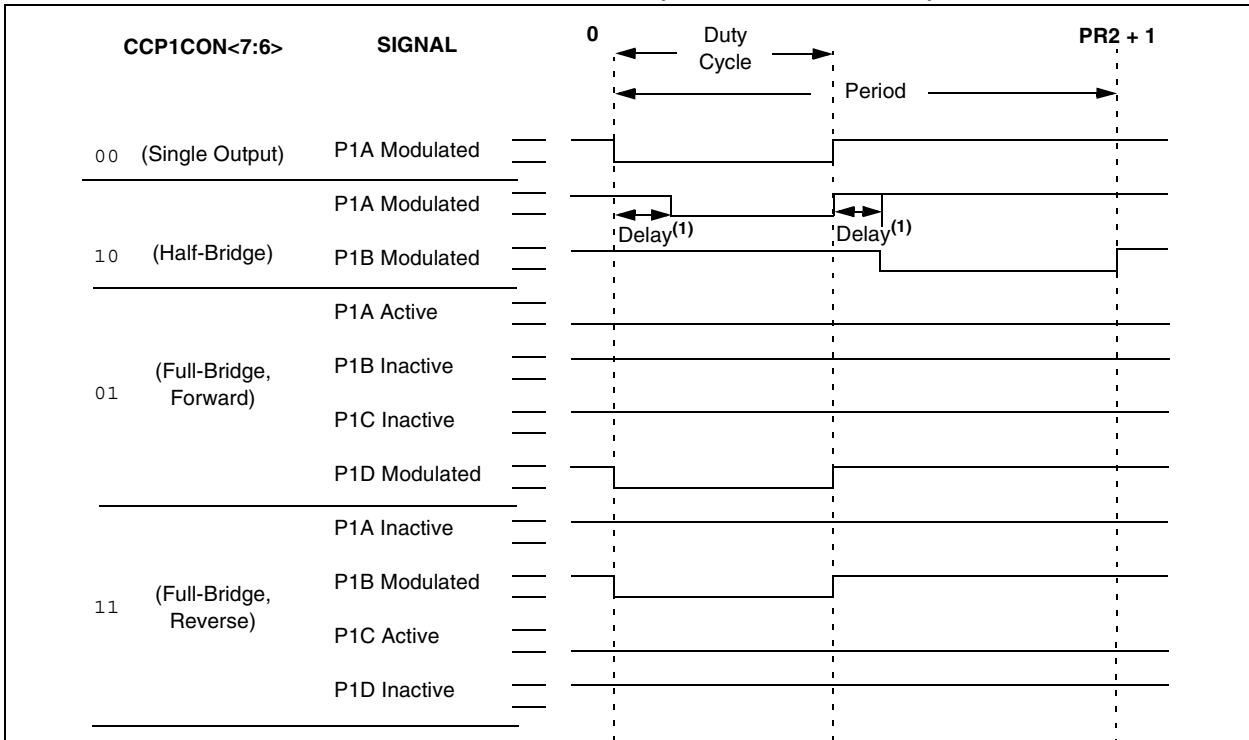 CCP1CON<7:6> SIGNAL 0 Duty Cycle PR2 + 1
Period
00 (Single Output) P1A Modulated
P1A Modulated
Delay(1) Delay(1)
10 (Half-Bridge) P1B Modulated
P1A Active
P1B Inactive
01 (Full-Bridge, Forward)
P1C Inactive
P1D Modulated
P1A Inactive
P1B Modulated
11 (Full-Bridge, Reverse)
P1C Active
P1D Inactive